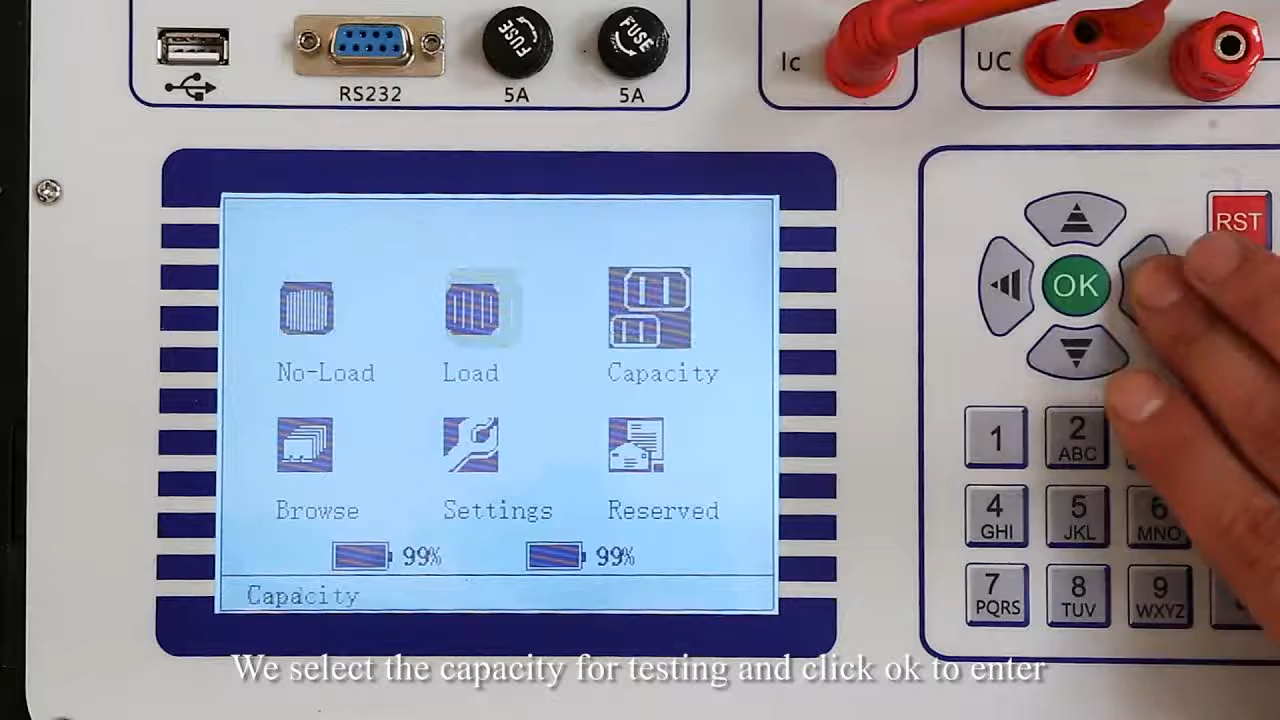 RS232
FUSE
5A
FUSE
5A
Ic
UC
RST
OK
No-Load
Load
Capacity
Browse
Settings
Reserved
99%
99%
Capacity
1
2
ABC
4
GHI
5
JKL
6
MNO
7
PQRS
8
TUV
9
WXYZ
We select the capacity for testing and click ok to enter